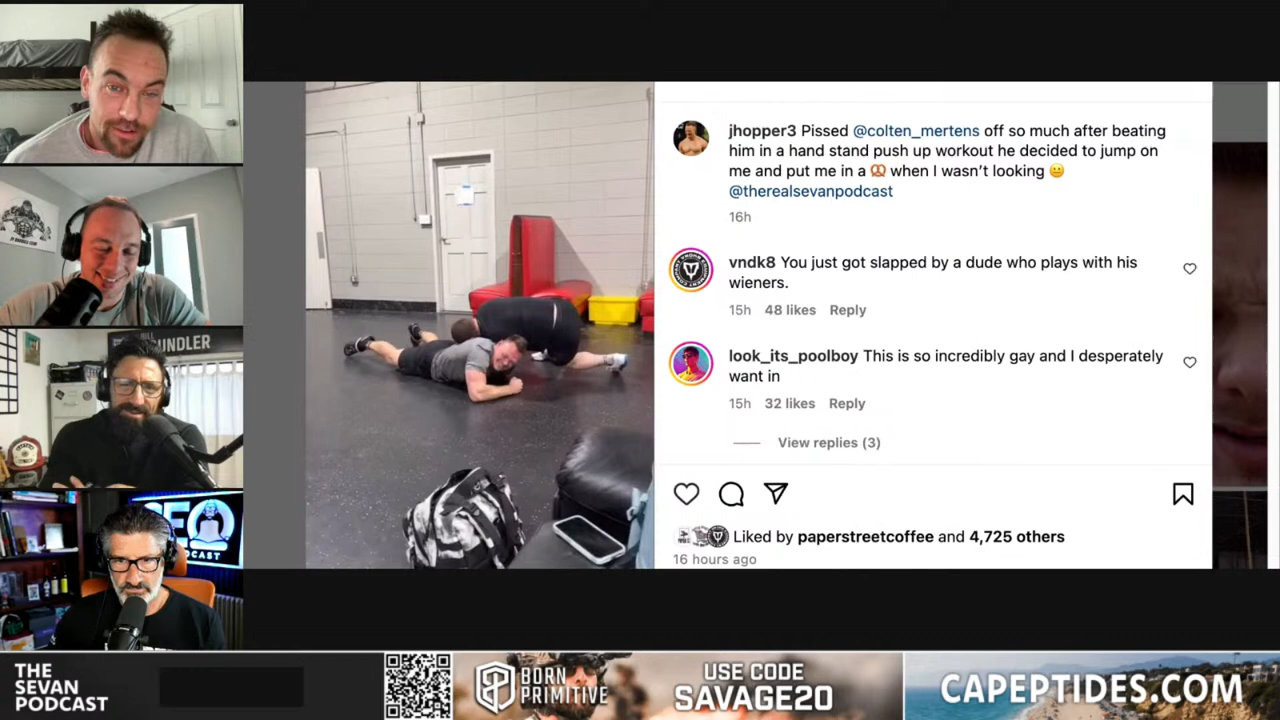 jhopper3 Pissed @colten_mertens off so much after beating
him in a hand stand push up workout he decided to jump on
me and put me in a 🥨 when I wasn’t looking 😐
@therealsevanpodcast
16h
vndk8 You just got slapped by a dude who plays with his
wieners.
15h 48 likes Reply
look_its_poolboy This is so incredibly gay and I desperately
want in
15h 32 likes Reply
View replies (3)
Liked by paperstreetcoffee and 4,725 others
16 hours ago
THE
SEVAN
PODCAST
BORN
PRIMITIVE
USE CODE
SAVAGE20
CAPEPTIDES.COM